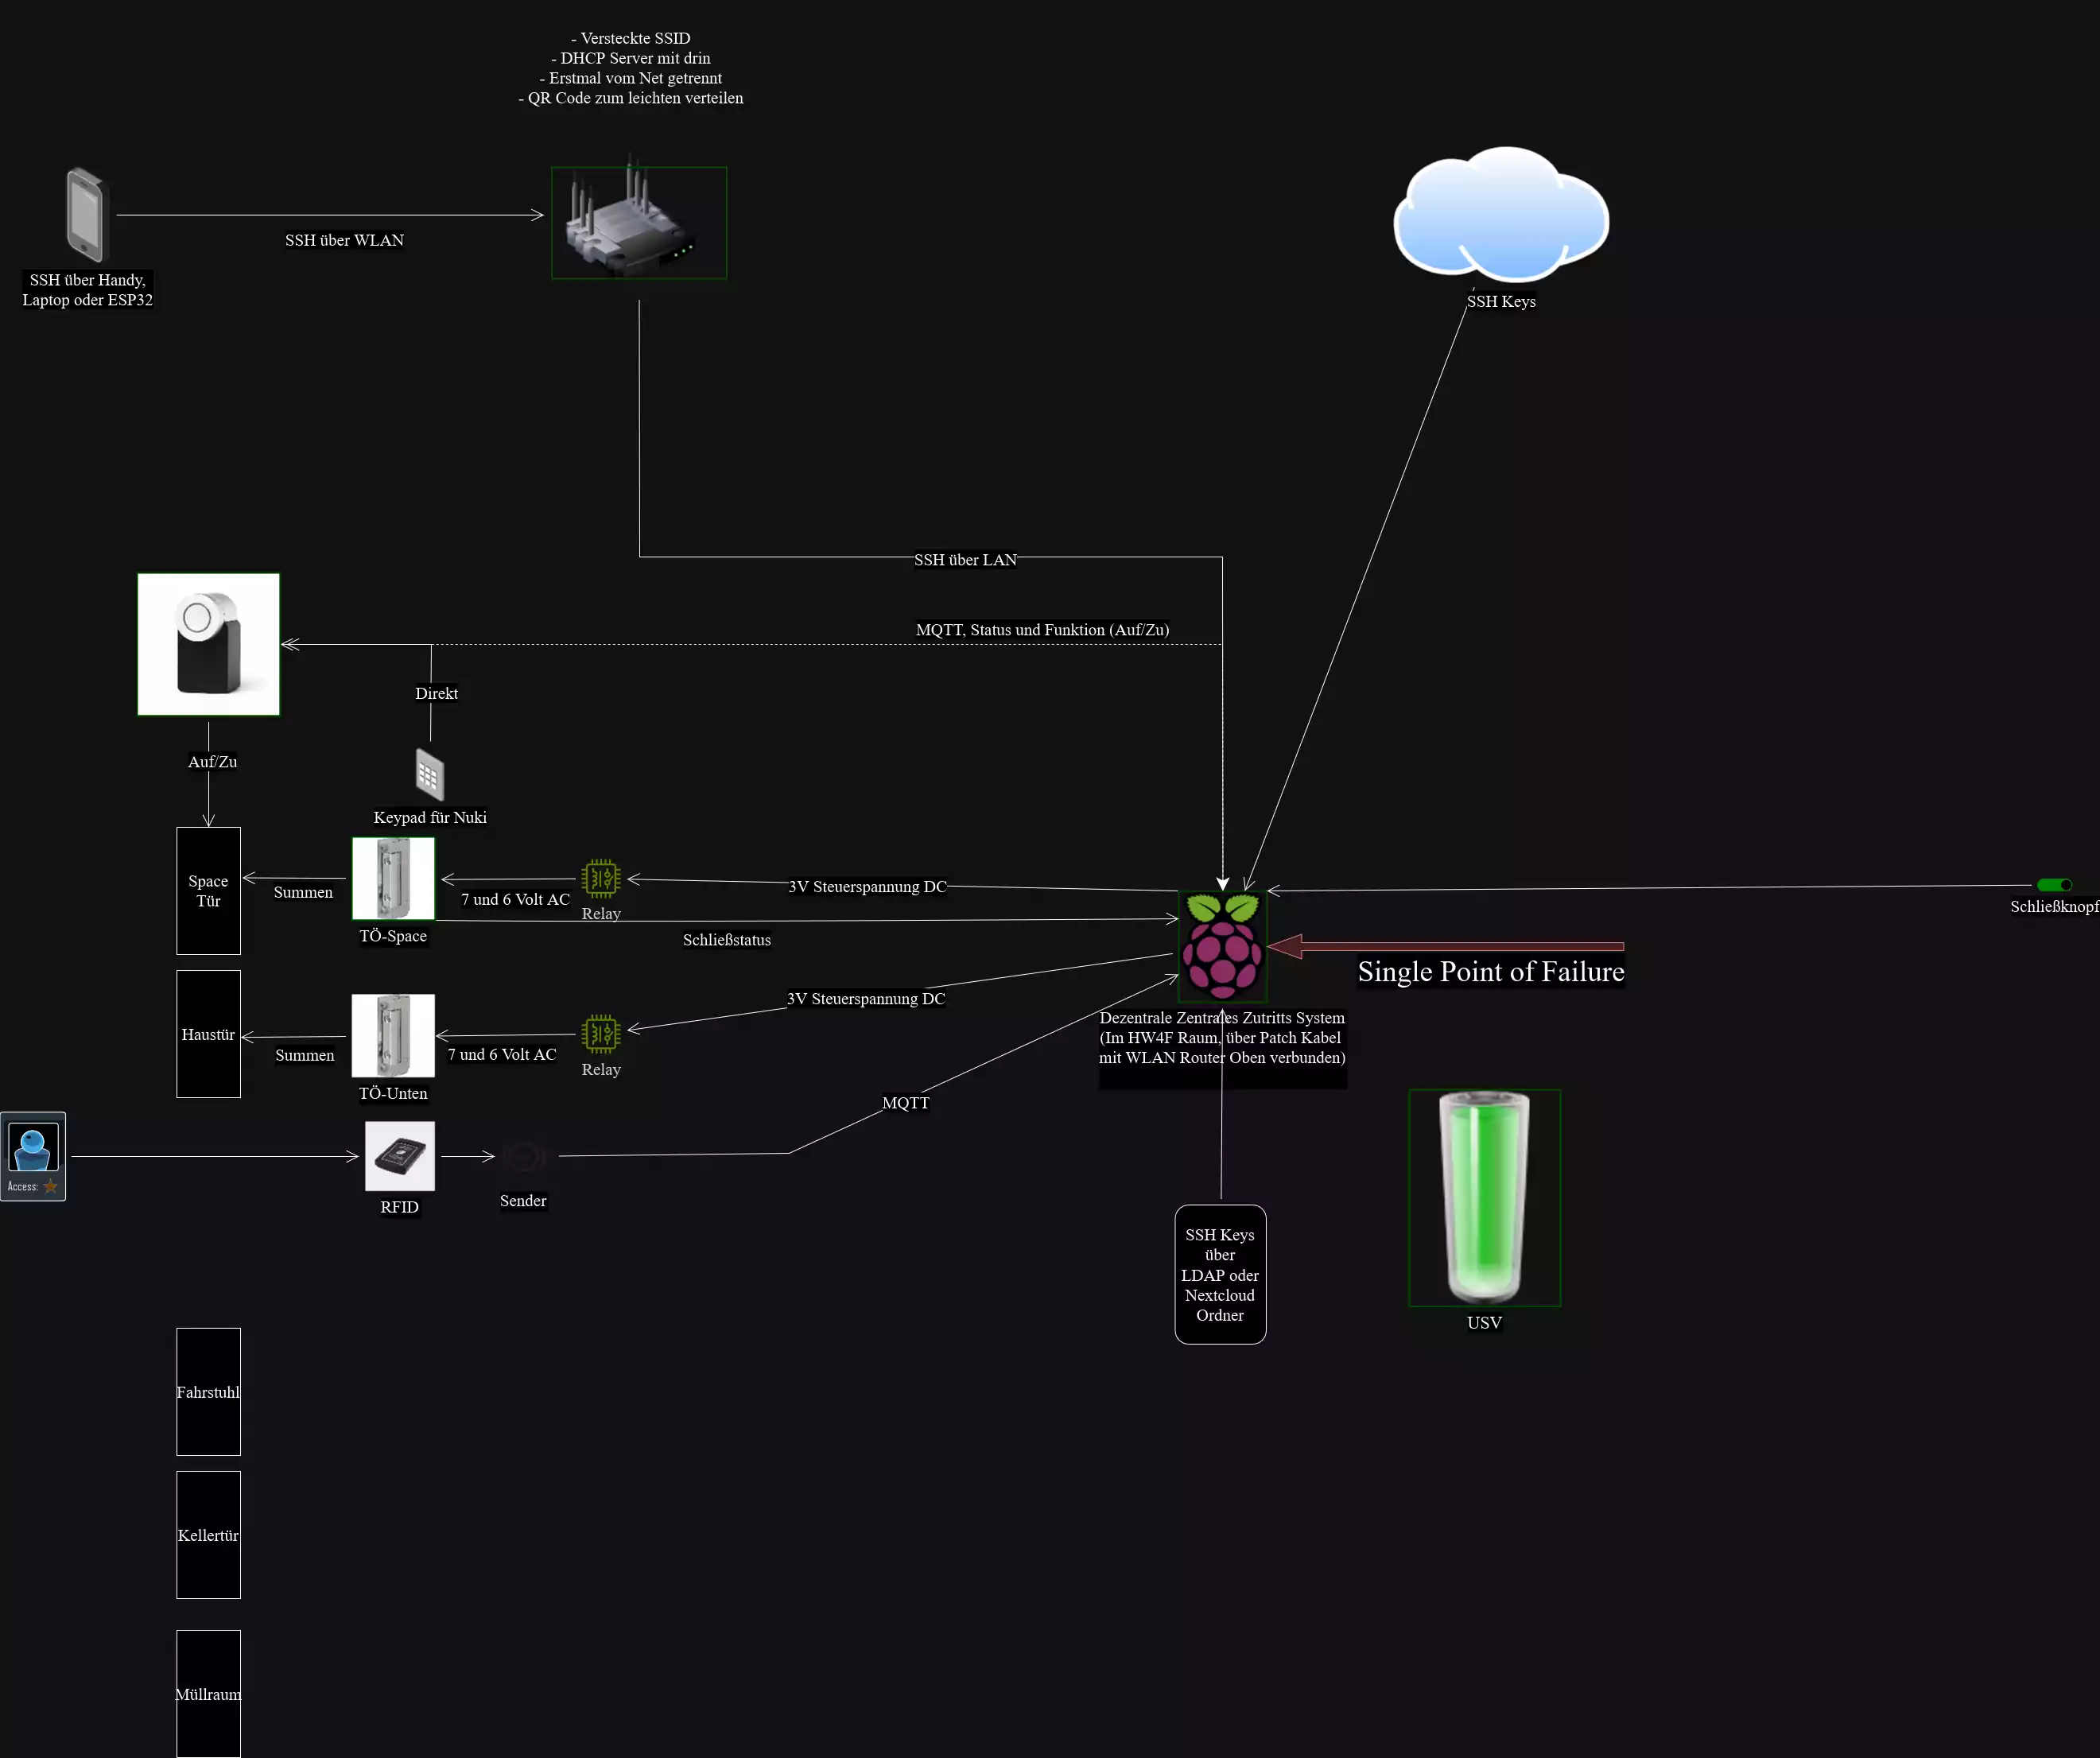 - Versteckte SSID
- DHCP Server mit drin
- Erstmal vom Net getrennt
- QR Code zum leichten verteilen
SSH über WLAN
SSH über Handy,
Laptop oder ESP32
SSH Keys
SSH über LAN
MQTT, Status und Funktion (Auf/Zu)
Direkt
Auf/Zu
Keypad für Nuki
Space
Tür
Summen
TÖ-Space
7 und 6 Volt AC
Relay
3V Steuerspannung DC
Schließstatus
Schließknopf
Single Point of Failure
Haustür
Summen
TÖ-Unten
7 und 6 Volt AC
Relay
3V Steuerspannung DC
Dezentrale Zentrales Zutritts System
(Im HW4F Raum, über Patch Kabel
mit WLAN Router Oben verbunden)
MQTT
Access:
RFID
Sender
SSH Keys
über
LDAP oder
Nextcloud
Ordner
USV
Fahrstuhl
Kellertür
Müllraum